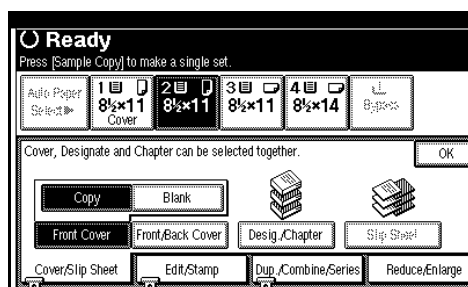 Ready
Press [Sample Copy] to make a single set.
Auto Paper Select
1 2 3 4 Bypass
8½×11 8½×11 8½×11 8½×14
Cover
Cover, Designate and Chapter can be selected together.
OK
Copy Blank
Front Cover Front/Back Cover Desig./Chapter Slip Sheet
Cover/Slip Sheet Edit/Stamp Dup./Combine/Series Reduce/Enlarge